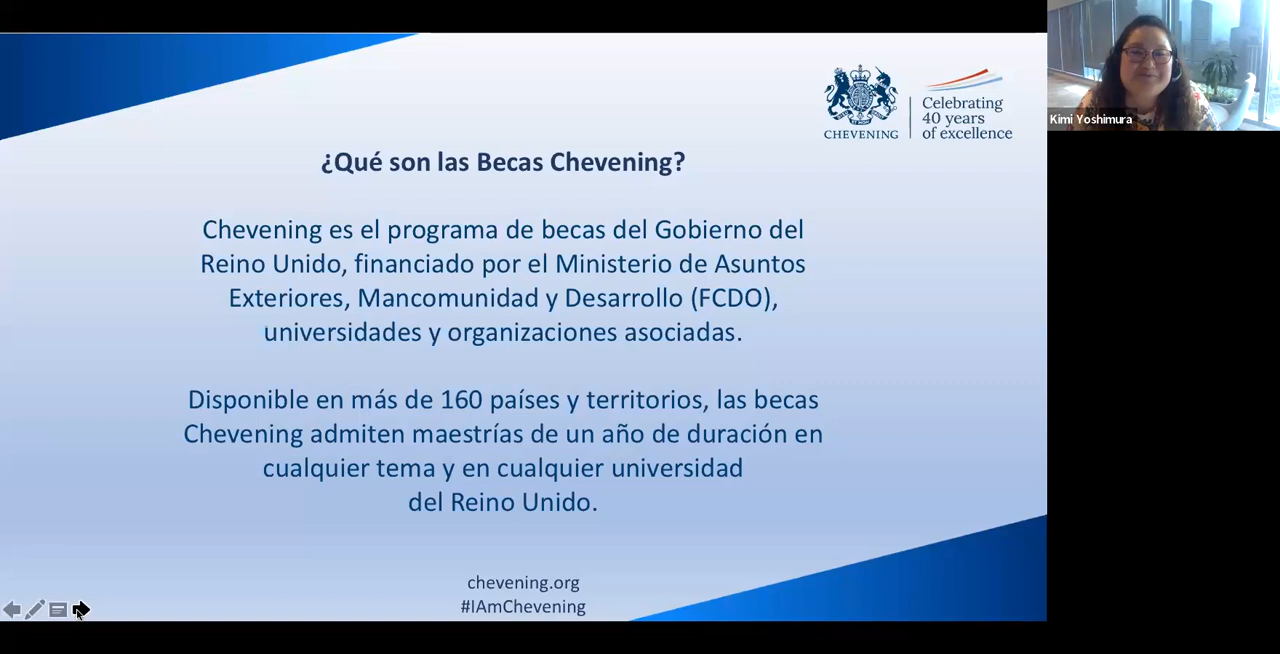 CHEVENING
Celebrating
40 years
of excellence
Kimi Yoshimura
¿Qué son las Becas Chevening?
Chevening es el programa de becas del Gobierno del
Reino Unido, financiado por el Ministerio de Asuntos
Exteriores, Mancomunidad y Desarrollo (FCDO),
universidades y organizaciones asociadas.
Disponible en más de 160 países y territorios, las becas
Chevening admiten maestrías de un año de duración en
cualquier tema y en cualquier universidad
del Reino Unido.
chevening.org
#IAmChevening